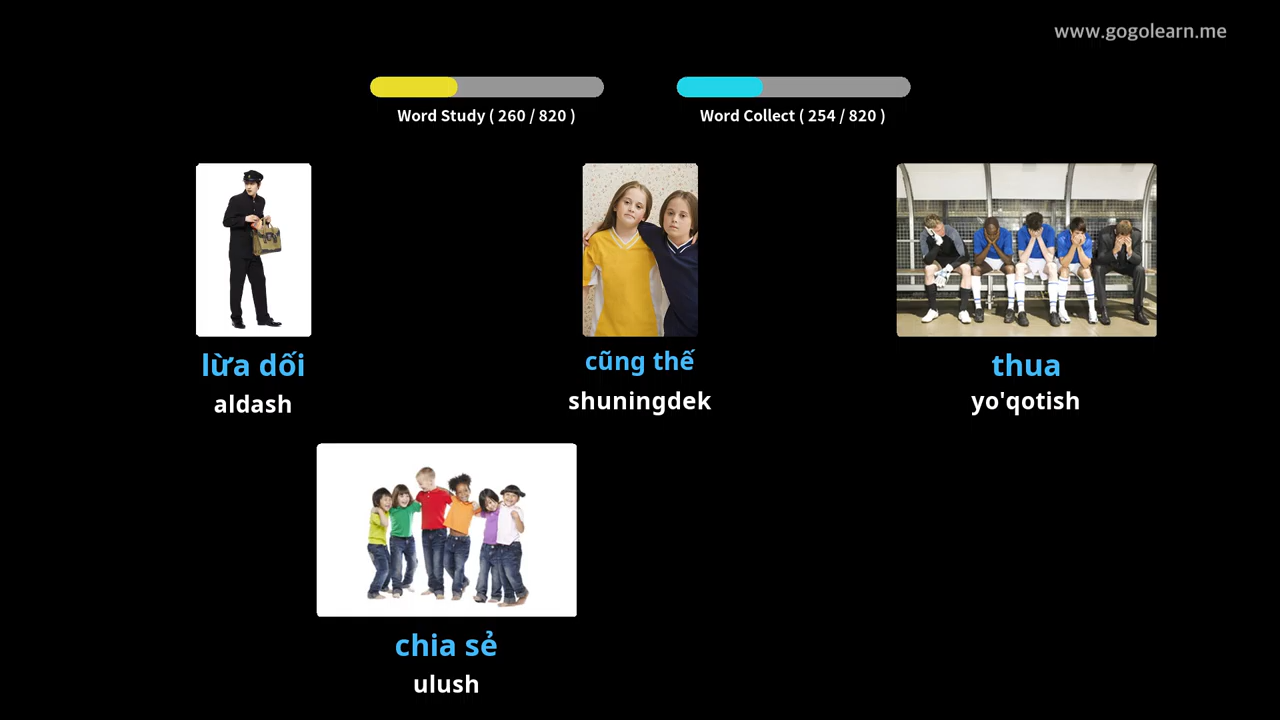 www.gogolearn.me
Word Study ( 260 / 820 )
Word Collect ( 254 / 820 )
lừa dối
aldash
cũng thế
shuningdek
thua
yo'qotish
chia sẻ
ulush